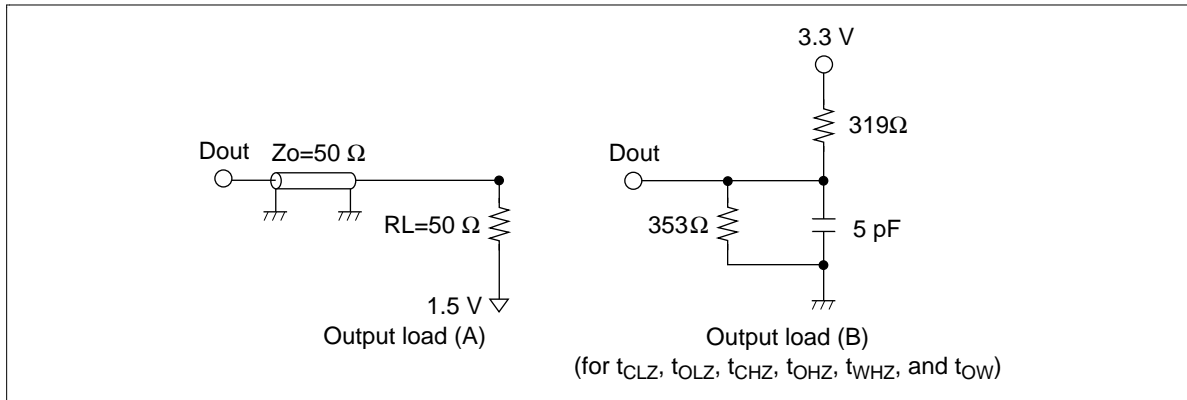 Dout
Zo=50 Ω
RL=50 Ω
1.5 V
Output load (A)
3.3 V
319Ω
Dout
353Ω
5 pF
Output load (B)
(for tCLZ, tOLZ, tCHZ, tOHZ, tWHZ, and tOW)